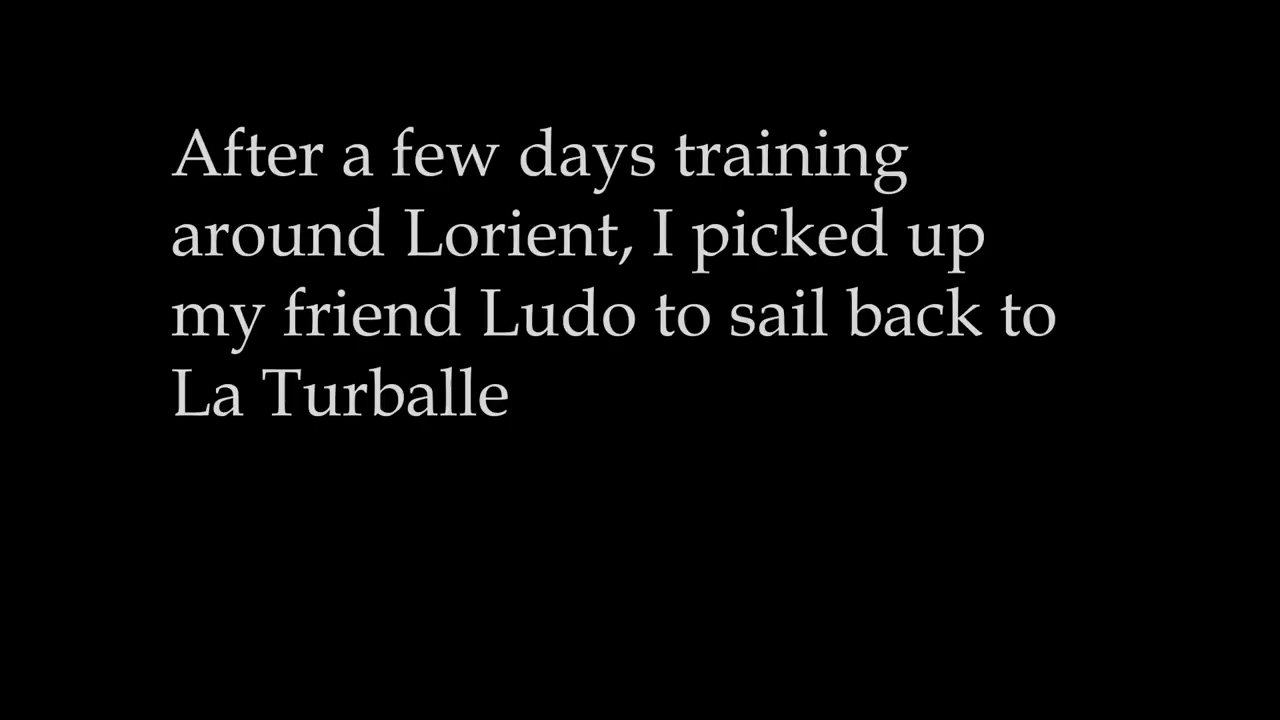 After a few days training
around Lorient, I picked up
my friend Ludo to sail back to
La Turballe